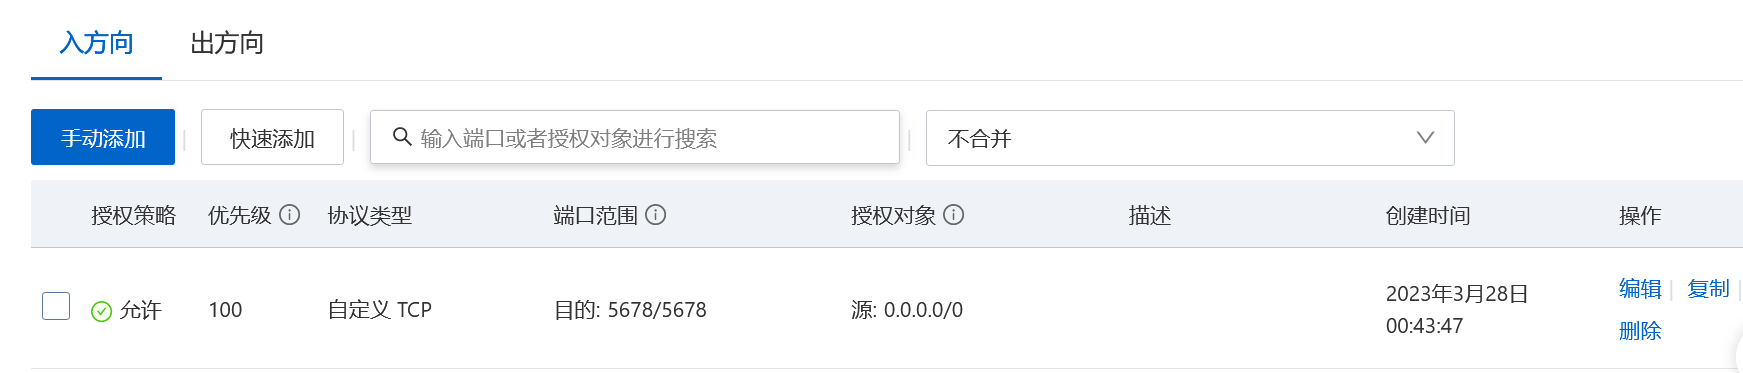 入方向 出方向
手动添加 快速添加 输入端口或者授权对象进行搜索 不合并
授权策略 优先级 协议类型 端口范围 授权对象 描述 创建时间 操作
允许 100 自定义 TCP 目的: 5678/5678 源: 0.0.0.0/0 2023年3月28日 编辑 复制
00:43:47 删除